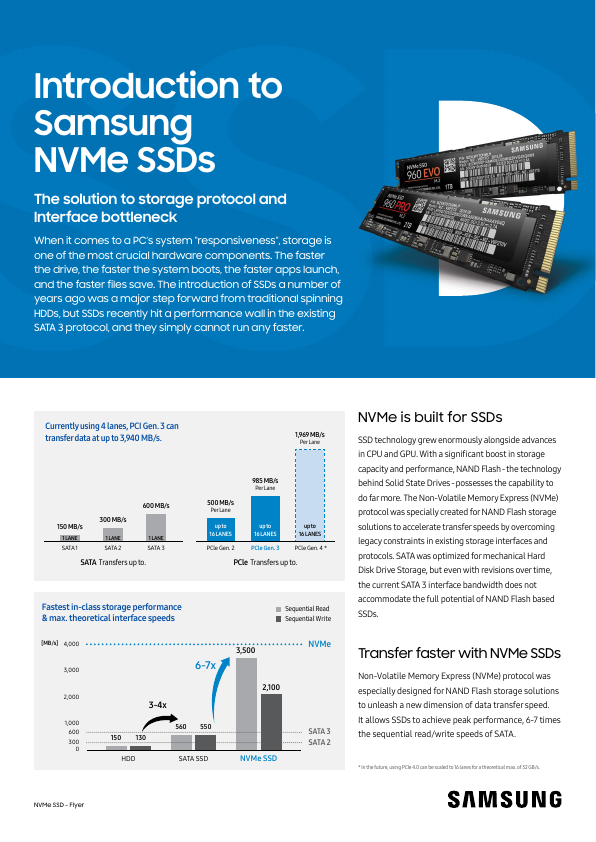 Introduction to
Samsung
NVMe SSDs
The solution to storage protocol and
Interface bottleneck
When it comes to a PC's system "responsiveness", storage is
one of the most crucial hardware components. The faster
the drive, the faster the system boots, the faster apps launch,
and the faster files save. The introduction of SSDs a number of
years ago was a major step forward from traditional spinning
HDDs, but SSDs recently hit a performance wall in the existing
SATA 3 protocol, and they simply cannot run any faster.
SAMSUNG
NVMe SSD
960 EVO
M.2
1TB
SAMSUNG
NVMe SSD
960 PRO
M.2
2TB
Currently using 4 lanes, PCI Gen. 3 can
transfer data at up to 3,940 MB/s.
150 MB/s
1 LANE
SATA 1
300 MB/s
1 LANE
SATA 2
600 MB/s
1 LANE
SATA 3
SATA Transfers up to.
500 MB/s
Per Lane
up to
16 LANES
PCIe Gen. 2
985 MB/s
Per Lane
up to
16 LANES
PCIe Gen. 3
1,969 MB/s
Per Lane
up to
16 LANES
PCIe Gen. 4 *
PCIe Transfers up to.
Fastest in-class storage performance
& max. theoretical interface speeds
Sequential Read
Sequential Write
[MB/s]
4,000
3,000
2,000
1,000
600
300
0
NVMe
SATA 3
SATA 2
150
130
HDD
3-4x
560
550
SATA SSD
6-7x
3,500
2,100
NVMe SSD
NVMe is built for SSDs
SSD technology grew enormously alongside advances
in CPU and GPU. With a significant boost in storage
capacity and performance, NAND Flash - the technology
behind Solid State Drives - possesses the capability to
do far more. The Non-Volatile Memory Express (NVMe)
protocol was specially created for NAND Flash storage
solutions to accelerate transfer speeds by overcoming
legacy constraints in existing storage interfaces and
protocols. SATA was optimized for mechanical Hard
Disk Drive Storage, but even with revisions over time,
the current SATA 3 interface bandwidth does not
accommodate the full potential of NAND Flash based
SSDs.
Transfer faster with NVMe SSDs
Non-Volatile Memory Express (NVMe) protocol was
especially designed for NAND Flash storage solutions
to unleash a new dimension of data transfer speed.
It allows SSDs to achieve peak performance, 6-7 times
the sequential read/write speeds of SATA.
* In the future, using PCIe 4.0 can be scaled to 16 lanes for a theoretical max. of 32 GB/s.
NVMe SSD - Flyer
SAMSUNG